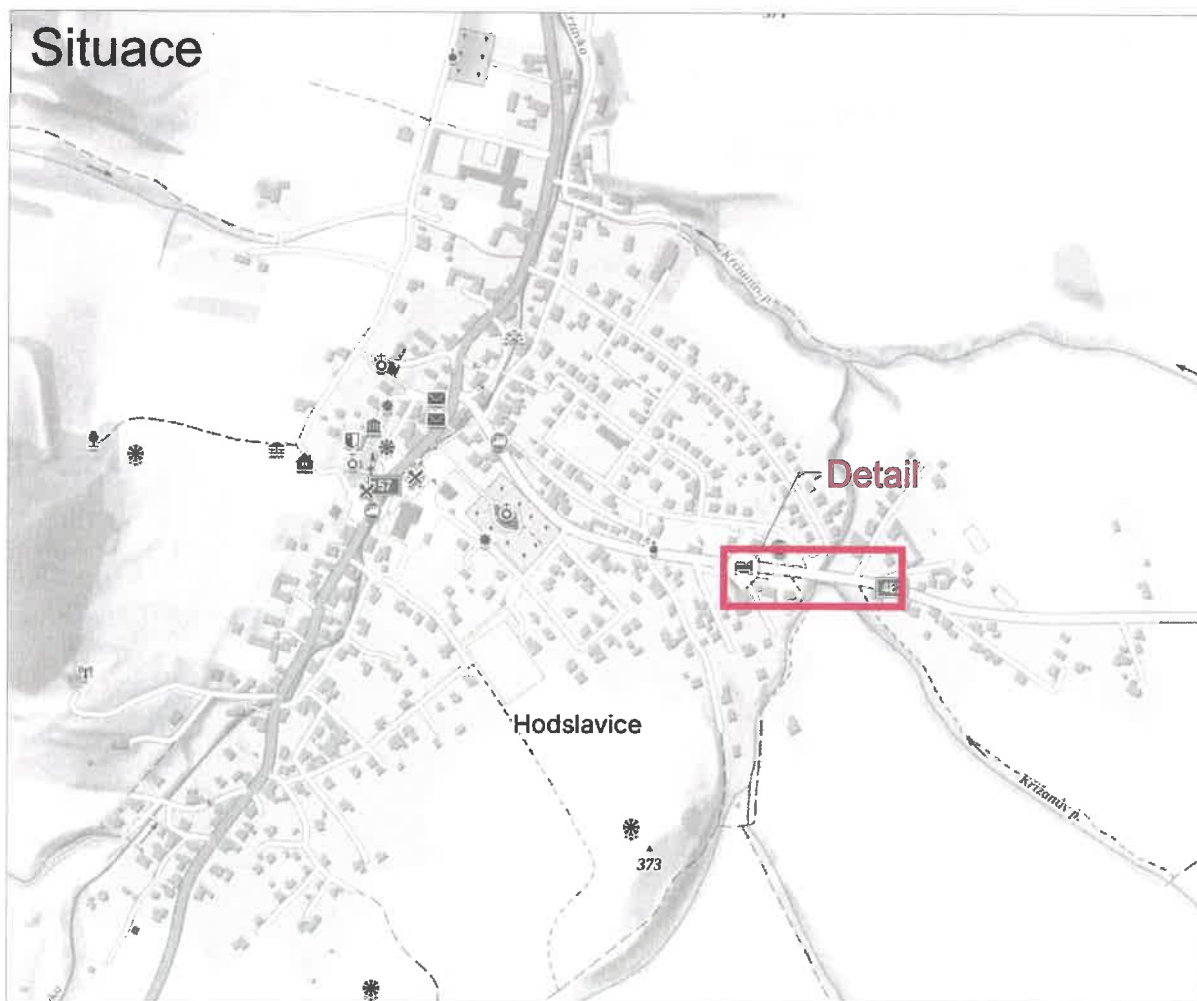 Situace
Křižanův p.
Detail
57
Hodslavice
Křižanův p.
373